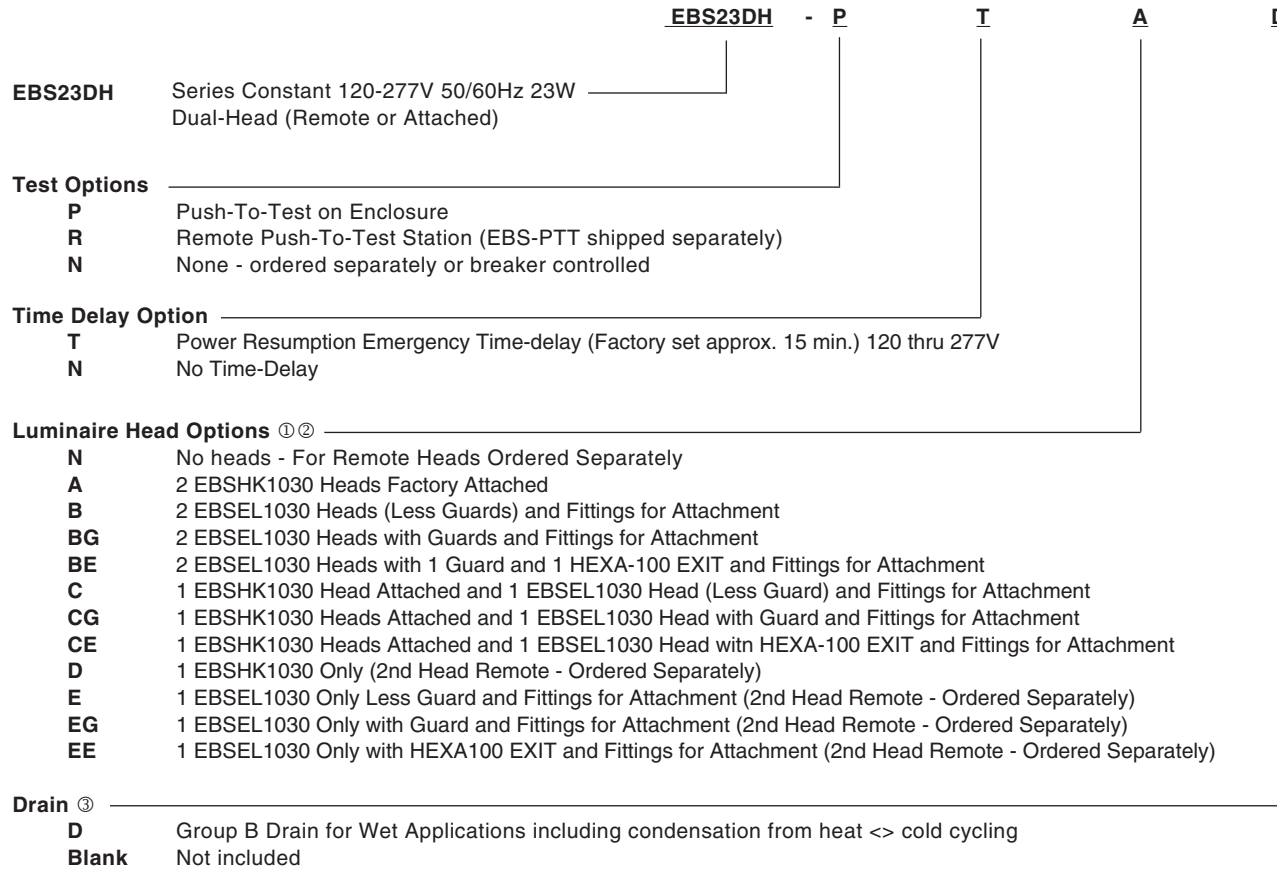 EBS23DH - P T A D
EBS23DH Series Constant 120-277V 50/60Hz 23W
Dual-Head (Remote or Attached)
Test Options
P Push-To-Test on Enclosure
R Remote Push-To-Test Station (EBS-PTT shipped separately)
N None - ordered separately or breaker controlled
Time Delay Option
T Power Resumption Emergency Time-delay (Factory set approx. 15 min.) 120 thru 277V
N No Time-Delay
Luminaire Head Options ①②
N No heads - For Remote Heads Ordered Separately
A 2 EBSHK1030 Heads Factory Attached
B 2 EBSEL1030 Heads (Less Guards) and Fittings for Attachment
BG 2 EBSEL1030 Heads with Guards and Fittings for Attachment
BE 2 EBSEL1030 Heads with 1 Guard and 1 HEXA-100 EXIT and Fittings for Attachment
C 1 EBSHK1030 Head Attached and 1 EBSEL1030 Head (Less Guard) and Fittings for Attachment
CG 1 EBSHK1030 Heads Attached and 1 EBSEL1030 Head with Guard and Fittings for Attachment
CE 1 EBSHK1030 Heads Attached and 1 EBSEL1030 Head witn HEXA-100 EXIT and Fittings for Attachment
D 1 EBSHK1030 Only (2nd Head Remote - Ordered Separately)
E 1 EBSEL1030 Only Less Guard and Fittings for Attachment (2nd Head Remote - Ordered Separately)
EG 1 EBSEL1030 Only with Guard and Fittings for Attachment (2nd Head Remote - Ordered Separately)
EE 1 EBSEL1030 Only with HEXA100 EXIT and Fittings for Attachment (2nd Head Remote - Ordered Separately)
Drain ③
D Group B Drain for Wet Applications including condensation from heat <> cold cycling
Blank Not included